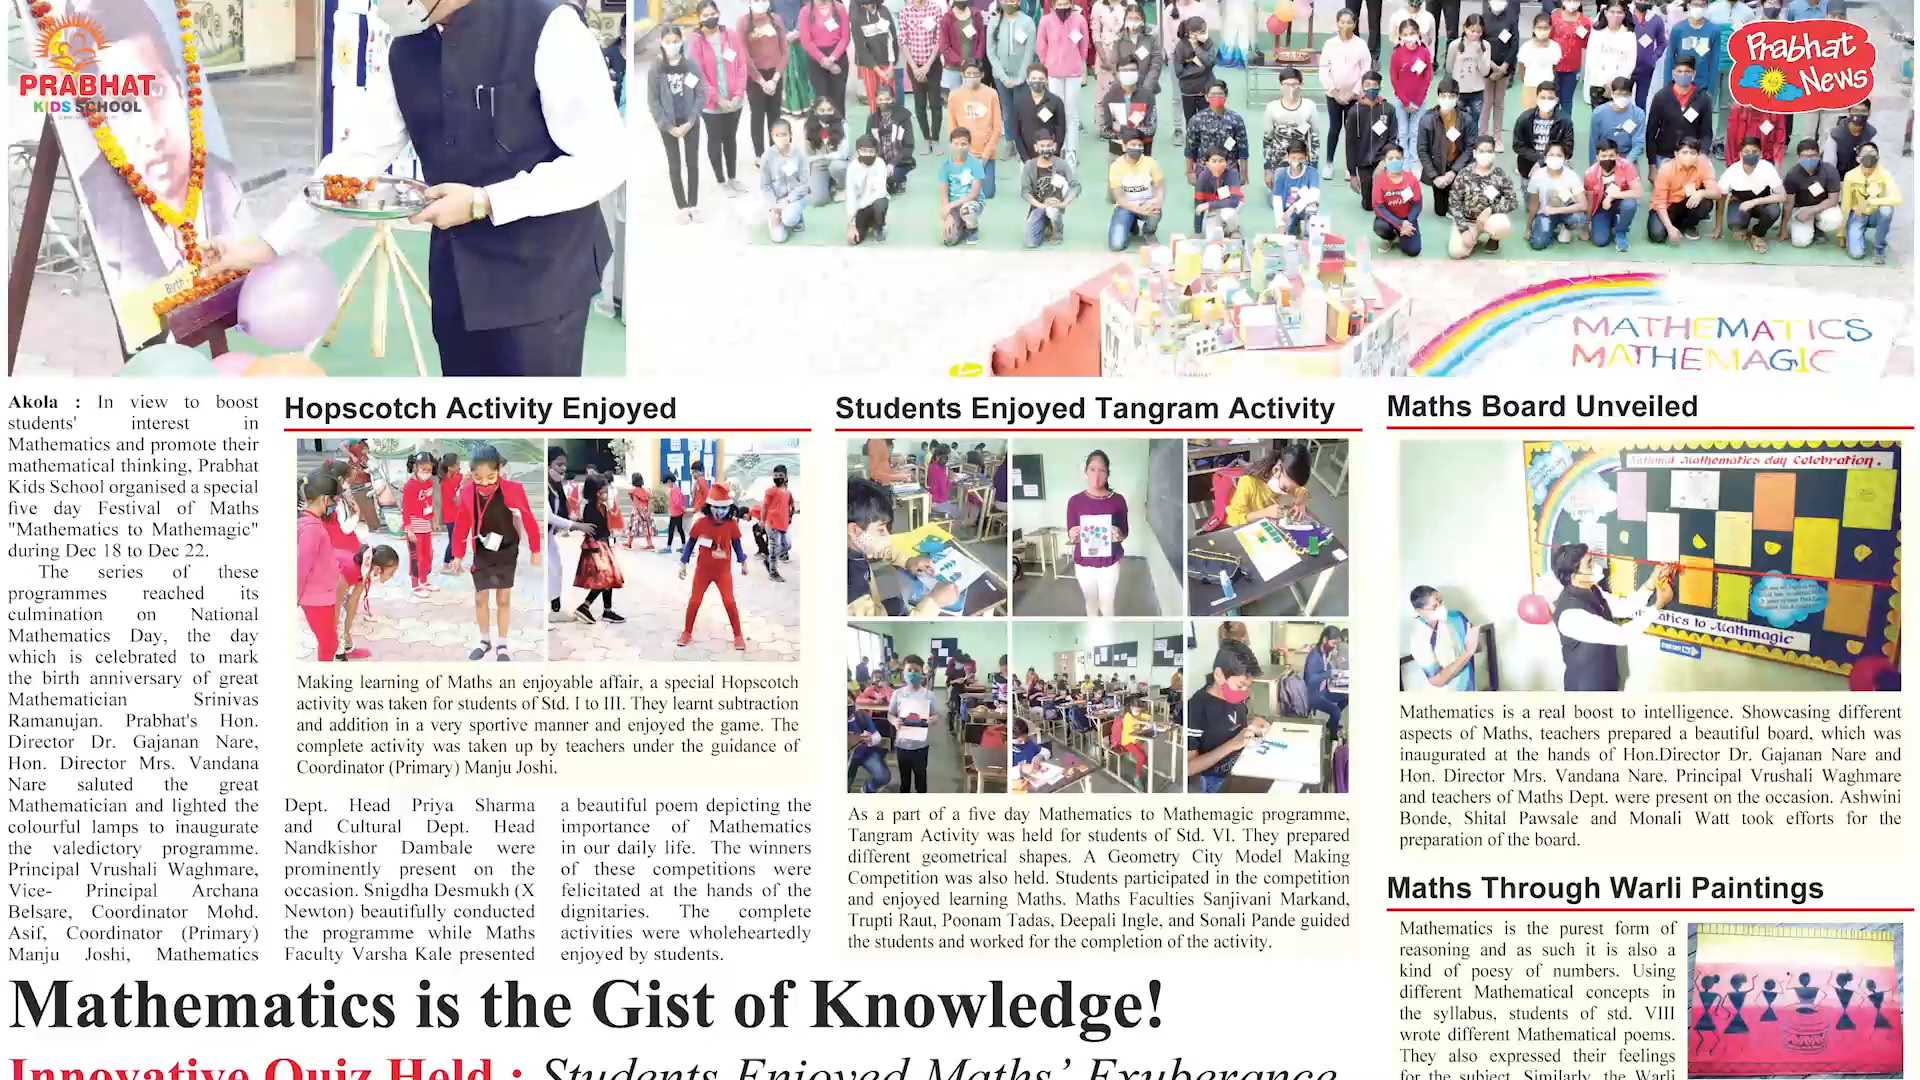 PRABHAT
KIDS SCHOOL
Prabhat
News
Birth
MATHEMATICS
MATHEMAGIC
Akola : In view to boost
students' interest in
Mathematics and promote their
mathematical thinking, Prabhat
Kids School organised a special
five day Festival of Maths
"Mathematics to Mathemagic"
during Dec 18 to Dec 22.
The series of these
programmes reached its
culmination on National
Mathematics Day, the day
which is celebrated to mark
the birth anniversary of great
Mathematician Srinivas
Ramanujan. Prabhat's Hon.
Director Dr. Gajanan Nare,
Hon. Director Mrs. Vandana
Nare saluted the great
Mathematician and lighted the
colourful lamps to inaugurate
the valedictory programme.
Principal Vrushali Waghmare,
Vice- Principal Archana
Belsare, Coordinator Mohd.
Asif, Coordinator (Primary)
Manju Joshi, Mathematics
Hopscotch Activity Enjoyed
Making learning of Maths an enjoyable affair, a special Hopscotch
activity was taken for students of Std. I to III. They learnt subtraction
and addition in a very sportive manner and enjoyed the game. The
complete activity was taken up by teachers under the guidance of
Coordinator (Primary) Manju Joshi.
Dept. Head Priya Sharma
and Cultural Dept. Head
Nandkishor Dambale were
prominently present on the
occasion. Snigdha Desmukh (X
Newton) beautifully conducted
the programme while Maths
Faculty Varsha Kale presented
a beautiful poem depicting the
importance of Mathematics
in our daily life. The winners
of these competitions were
felicitated at the hands of the
dignitaries. The complete
activities were wholeheartedly
enjoyed by students.
Students Enjoyed Tangram Activity
As a part of a five day Mathematics to Mathemagic programme,
Tangram Activity was held for students of Std. VI. They prepared
different geometrical shapes. A Geometry City Model Making
Competition was also held. Students participated in the competition
and enjoyed learning Maths. Maths Faculties Sanjivani Markand,
Trupti Raut, Poonam Tadas, Deepali Ingle, and Sonali Pande guided
the students and worked for the completion of the activity.
Maths Board Unveiled
National Mathematics day Celebration.
atics to Mathmagic
Mathematics is a real boost to intelligence. Showcasing different
aspects of Maths, teachers prepared a beautiful board, which was
inaugurated at the hands of Hon.Director Dr. Gajanan Nare and
Hon. Director Mrs. Vandana Nare. Principal Vrushali Waghmare
and teachers of Maths Dept. were present on the occasion. Ashwini
Bonde, Shital Pawsale and Monali Watt took efforts for the
preparation of the board.
Maths Through Warli Paintings
Mathematics is the purest form of
reasoning and as such it is also a
kind of poesy of numbers. Using
different Mathematical concepts in
the syllabus, students of std. VIII
wrote different Mathematical poems.
They also expressed their feelings
for the subject. Similarly, the Warli
Mathematics is the Gist of Knowledge!
Innovative Quiz Held : Students Enjoyed Maths' Exuberance